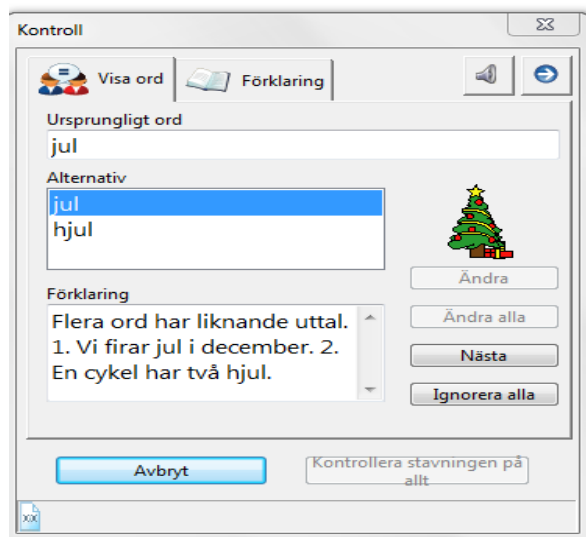 Kontroll
Visa ord
Förklaring
Ursprungligt ord
jul
Alternativ
jul
hjul
Ändra
Förklaring
Ändra alla
Flera ord har liknande uttal.
1. Vi firar jul i december. 2.
En cykel har två hjul.
Nästa
Ignorera alla
Avbryt
Kontrollera stavningen på
allt